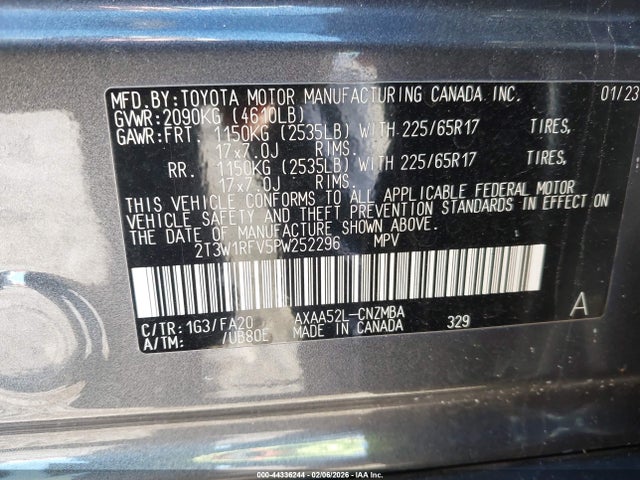 MFD.BY:TOYOTA MOTOR MANUFACTURING CANADA INC. 01/23
GVWR:2090KG (4610LB)
GAWR:FRT. 1150KG (2535LB) WITH 225/65R17 TIRES,
17x7.0J RIMS.
RR. 1150KG (2535LB) WITH 225/65R17 TIRES,
17x7.0J RIMS.
THIS VEHICLE CONFORMS TO ALL APPLICABLE FEDERAL MOTOR
VEHICLE SAFETY AND THEFT PREVENTION STANDARDS IN EFFECT ON
THE DATE OF MANUFACTURE SHOWN ABOVE.
2T3W1RFV5PW252296 MPV
C/TR: 1G3/FA20 AXAA52L-CNZMBA A
A/TM: /UB80E MADE IN CANADA 329
000-44336244 - 02/06/2026 - IAA Inc.